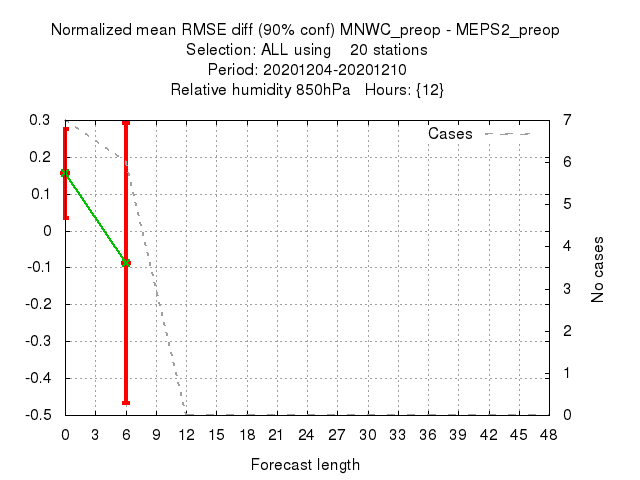 Normalized mean RMSE diff (90% conf) MNWC_preop - MEPS2_preop
Selection: ALL using 20 stations
Period: 20201204-20201210
Relative humidity 850hPa Hours: {12}
Cases
0.3
0.2
0.1
0
-0.1
-0.2
-0.3
-0.4
-0.5
7
6
5
4
3
2
1
0
No cases
0 3 6 9 12 15 18 21 24 27 30 33 36 39 42 45 48
Forecast length